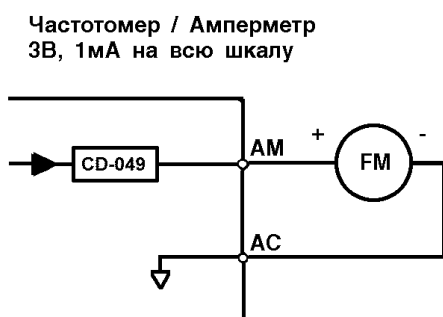 Частотомер / Амперметр
3В, 1мА на всю шкалу
AM
+
-
CD-049
FM
AC